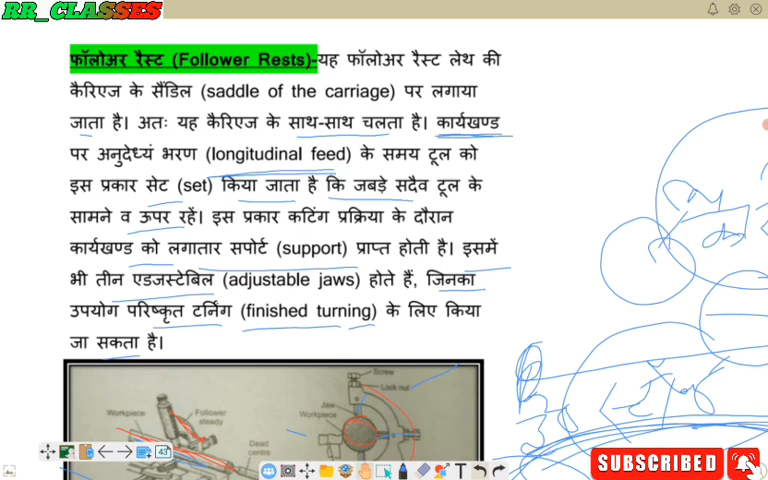 RR_CLASSES
फॉलोअर रैस्ट (Follower Rests)-यह फॉलोअर रैस्ट लेथ की
कैरिएज के सैंडिल (saddle of the carriage) पर लगाया
जाता है। अतः यह कैरिएज के साथ-साथ चलता है। कार्यखण्ड
पर अनुदेध्यं भरण (longitudinal feed) के समय टूल को
इस प्रकार सेट (set) किया जाता है कि जबड़े सदैव टूल के
सामने व ऊपर रहें। इस प्रकार कटिंग प्रक्रिया के दौरान
कार्यखण्ड को लगातार सपोर्ट (support) प्राप्त होती है। इसमें
भी तीन एडजस्टेबिल (adjustable jaws) होते हैं, जिनका
उपयोग परिष्कृत टर्निंग (finished turning) के लिए किया
जा सकता है।
Screw
Lock nut
Jaw
Workpiece
Workpiece
Follower
steady
Dead
centre
43
SUBSCRIBED